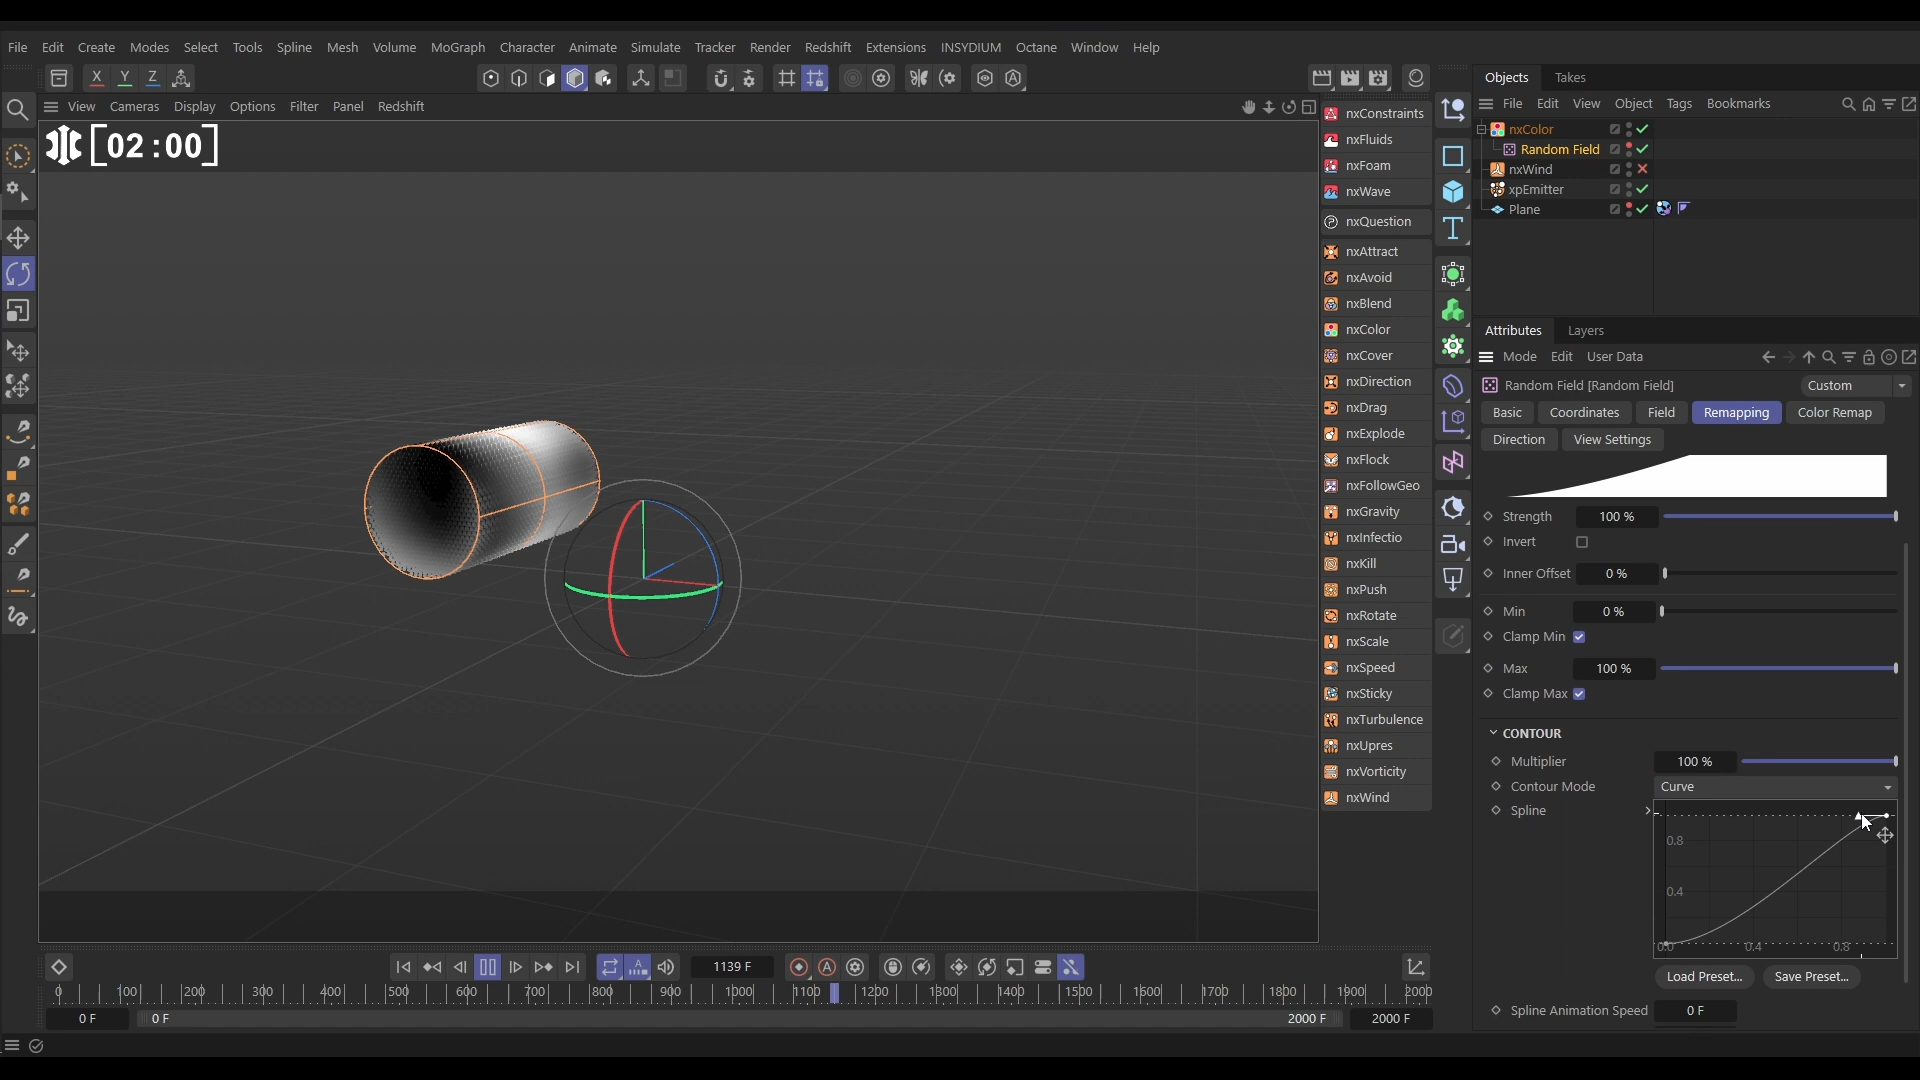 File Edit Create Modes Select Tools Spline Mesh Volume MoGraph Character Animate Simulate Tracker Render Redshift Extensions INSYDIUM Octane Window Help
X Y Z
View Cameras Display Options Filter Panel Redshift
[02:00]
nxConstraints
nxFluids
nxFoam
nxWave
nxQuestion
nxAttract
nxAvoid
nxBlend
nxColor
nxCover
nxDirection
nxDrag
nxExplode
nxFlock
nxFollowGeo
nxGravity
nxInfectio
nxKill
nxPush
nxRotate
nxScale
nxSpeed
nxSticky
nxTurbulence
nxUpres
nxVorticity
nxWind
Objects Takes
File Edit View Object Tags Bookmarks
nxColor
Random Field
nxWind
xpEmitter
Plane
Attributes Layers
Mode Edit User Data
Random Field [Random Field] Custom
Basic Coordinates Field Remapping Color Remap
Direction View Settings
Strength 100 %
Invert
Inner Offset 0 %
Min 0 %
Clamp Min
Max 100 %
Clamp Max
CONTOUR
Multiplier 100 %
Contour Mode Curve
Spline
0.8
0.4
0.0 0.4 0.8
Load Preset... Save Preset...
Spline Animation Speed 0 F
1139 F
0 100 200 300 400 500 600 700 800 900 1000 1100 1200 1300 1400 1500 1600 1700 1800 1900 2000
0 F 0 F 2000 F 2000 F